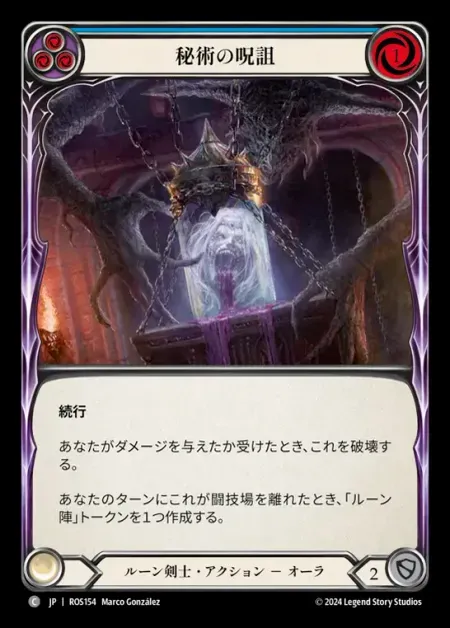 秘術の呪詛
1
続行
あなたがダメージを与えたか受けたとき、これを破壊す
る。
あなたのターンにこれが闘技場を離れたとき、「ルーン
陣」トークンを1つ作成する。
ルーン剣士・アクション － オーラ
2
C JP | ROS154 Marco González
© 2024 Legend Story Studios